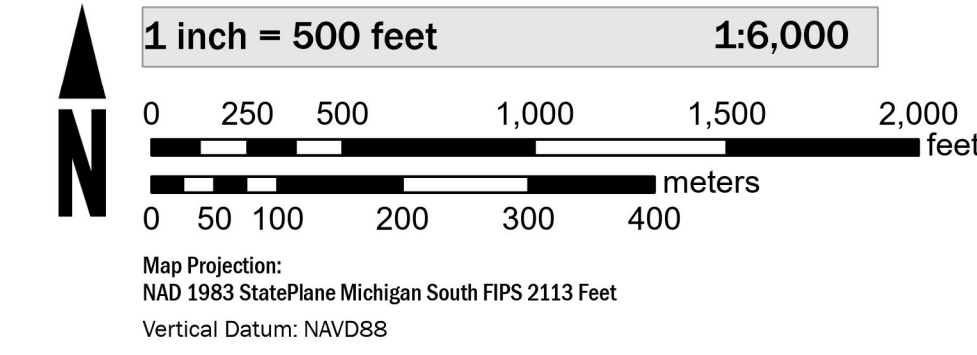 1 inch = 500 feet 1:6,000
0 250 500 1,000 1,500 2,000
feet
meters
0 50 100 200 300 400
N
Map Projection:
NAD 1983 StatePlane Michigan South FIPS 2113 Feet
Vertical Datum: NAVD88